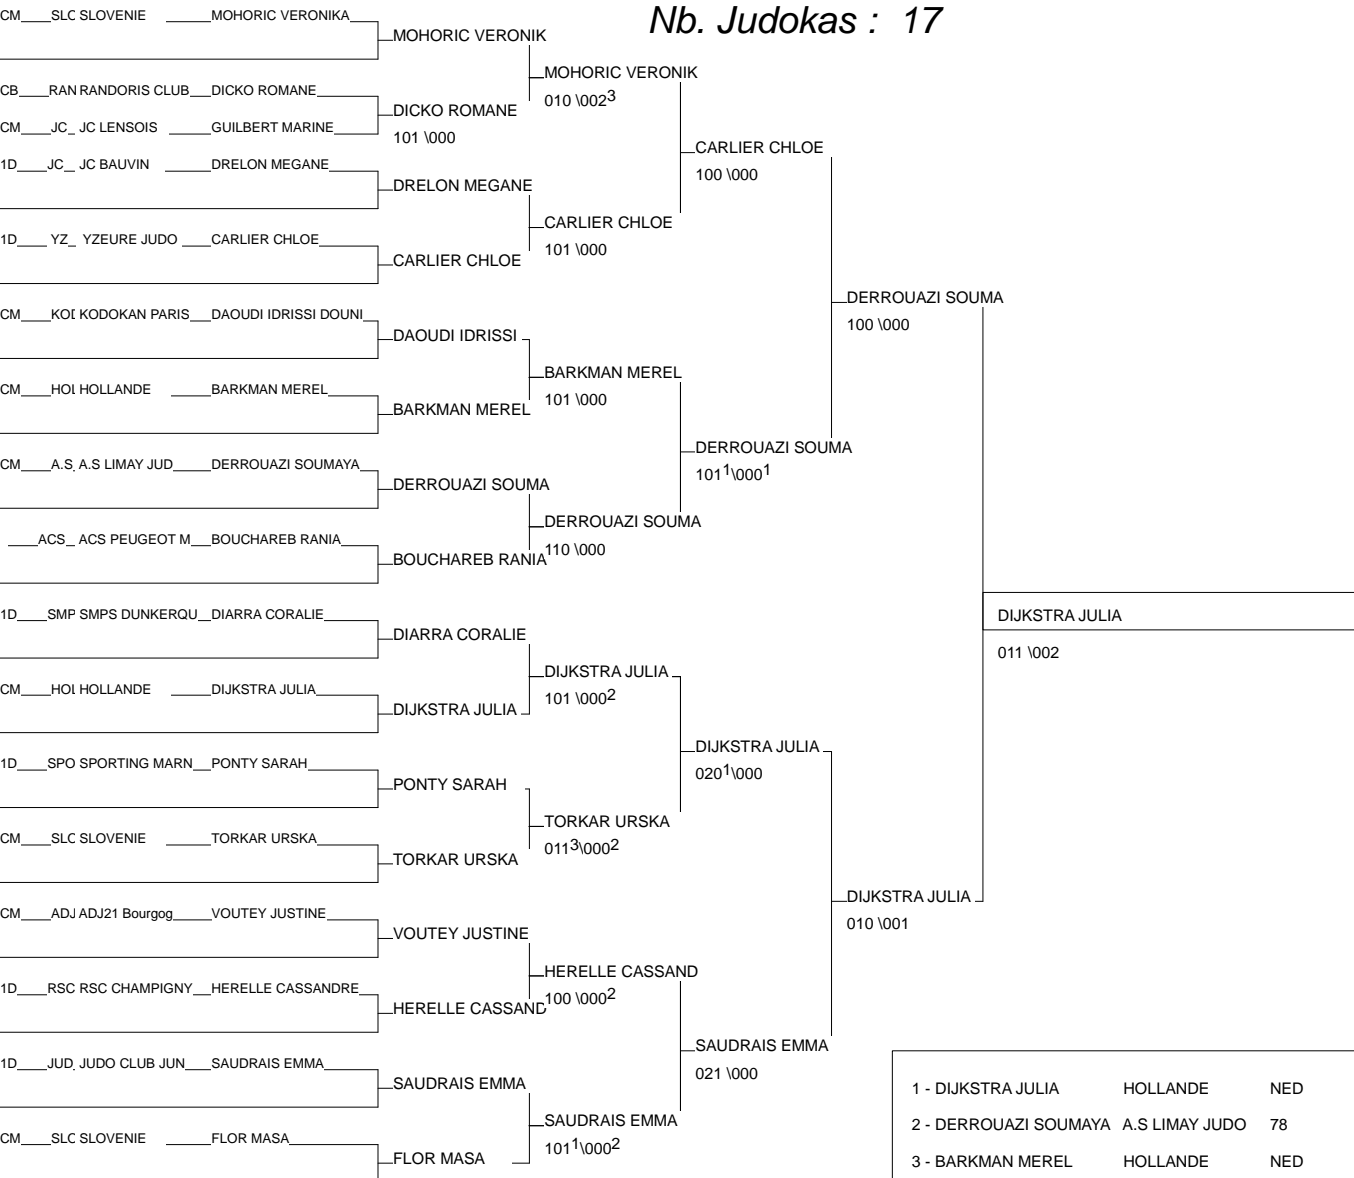 Nb. Judokas : 17
CM SLC SLOVENIE MOHORIC VERONIKA
MOHORIC VERONIK
MOHORIC VERONIK
010 \002 3
CB RAN RANDORIS CLUB DICKO ROMANE
DICKO ROMANE
101 \000
CM JC JC LENSOIS GUILBERT MARINE
CARLIER CHLOE
100 \000
1D JC JC BAUVIN DRELON MEGANE
DRELON MEGANE
CARLIER CHLOE
101 \000
1D YZ YZEURE JUDO CARLIER CHLOE
CARLIER CHLOE
DERROUAZI SOUMA
100 \000
CM KOI KODOKAN PARIS DAOUDI IDRISSI DOUNI
DAOUDI IDRISSI
BARKMAN MEREL
101 \000
CM HOI HOLLANDE BARKMAN MEREL
BARKMAN MEREL
DERROUAZI SOUMA
101 1\000 1
CM A.S A.S LIMAY JUD DERROUAZI SOUMAYA
DERROUAZI SOUMA
DERROUAZI SOUMA
110 \000
ACS ACS PEUGEOT M BOUCHAREB RANIA
BOUCHAREB RANIA
DIJKSTRA JULIA
011 \002
1D SMP SMPS DUNKERQU DIARRA CORALIE
DIARRA CORALIE
DIJKSTRA JULIA
101 \000 2
CM HOI HOLLANDE DIJKSTRA JULIA
DIJKSTRA JULIA
DIJKSTRA JULIA
020 1\000
1D SPO SPORTING MARN PONTY SARAH
PONTY SARAH
TORKAR URSKA
011 3\000 2
CM SLC SLOVENIE TORKAR URSKA
TORKAR URSKA
DIJKSTRA JULIA
010 \001
CM ADJ ADJ21 Bourgog VOUTEY JUSTINE
VOUTEY JUSTINE
HERELLE CASSAND
100 \000 2
1D RSC RSC CHAMPIGNY HERELLE CASSANDRE
HERELLE CASSAND
SAUDRAIS EMMA
021 \000
1D JUD JUDO CLUB JUN SAUDRAIS EMMA
SAUDRAIS EMMA
SAUDRAIS EMMA
101 1\000 2
CM SLC SLOVENIE FLOR MASA
FLOR MASA
1 - DIJKSTRA JULIA HOLLANDE NED
2 - DERROUAZI SOUMAYA A.S LIMAY JUDO 78
3 - BARKMAN MEREL HOLLANDE NED